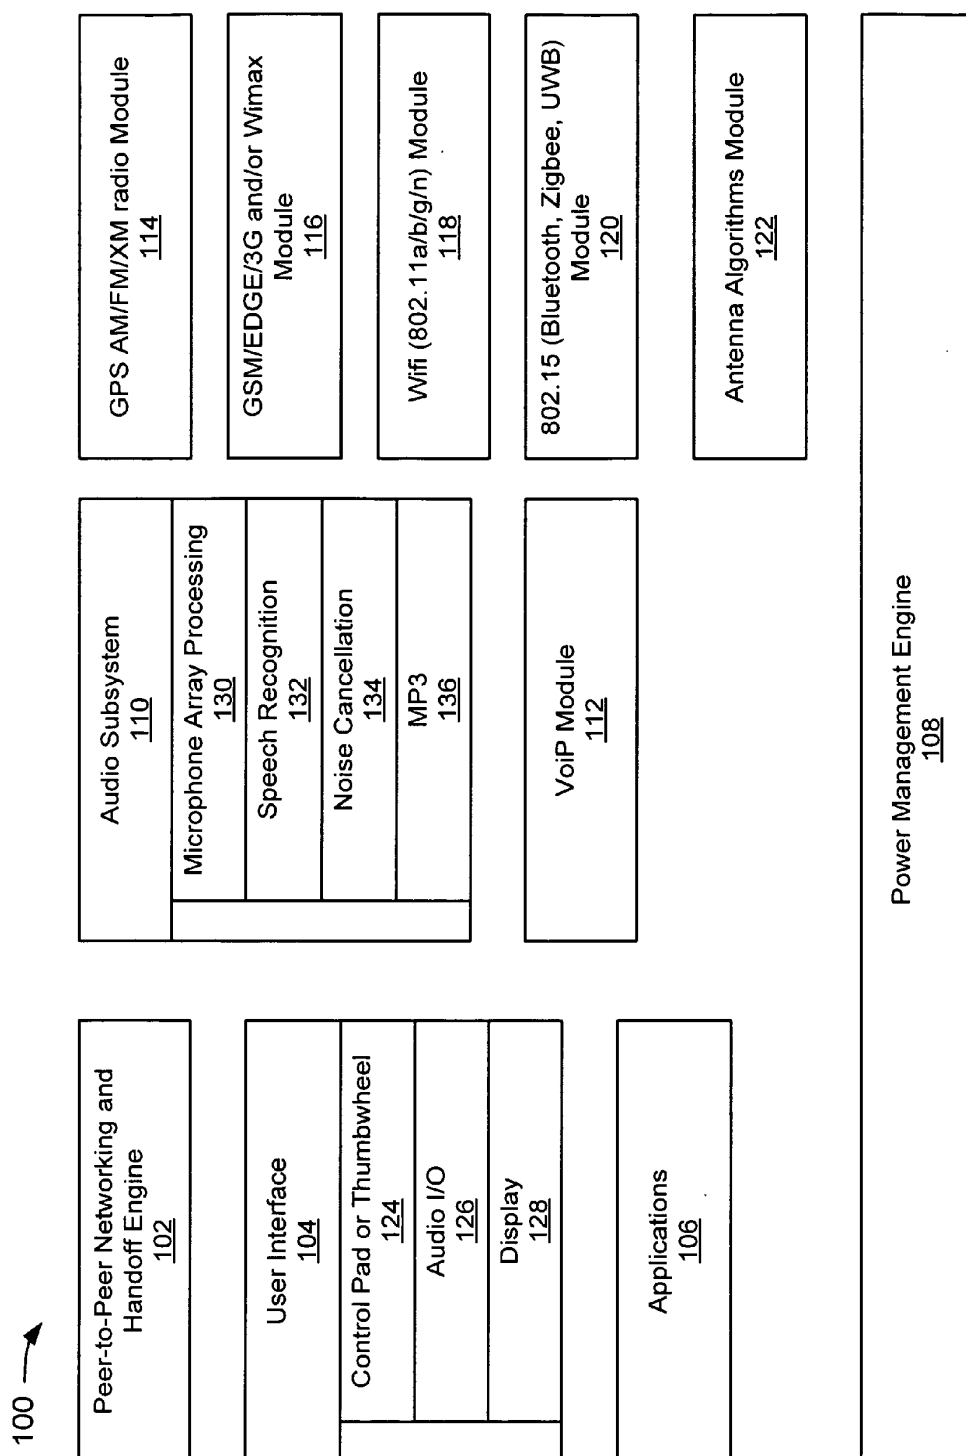 100
Peer-to-Peer Networking and
Handoff Engine
102
User Interface
104
Control Pad or Thumbwheel
124
Audio I/O
126
Display
128
Applications
106
Audio Subsystem
110
Microphone Array Processing
130
Speech Recognition
132
Noise Cancellation
134
MP3
136
VoiP Module
112
GPS AM/FM/XM radio Module
114
GSM/EDGE/3G and/or Wimax
Module
116
Wifi (802.11a/b/g/n) Module
118
802.15 (Bluetooth, Zigbee, UWB)
Module
120
Antenna Algorithms Module
122
Power Management Engine
108